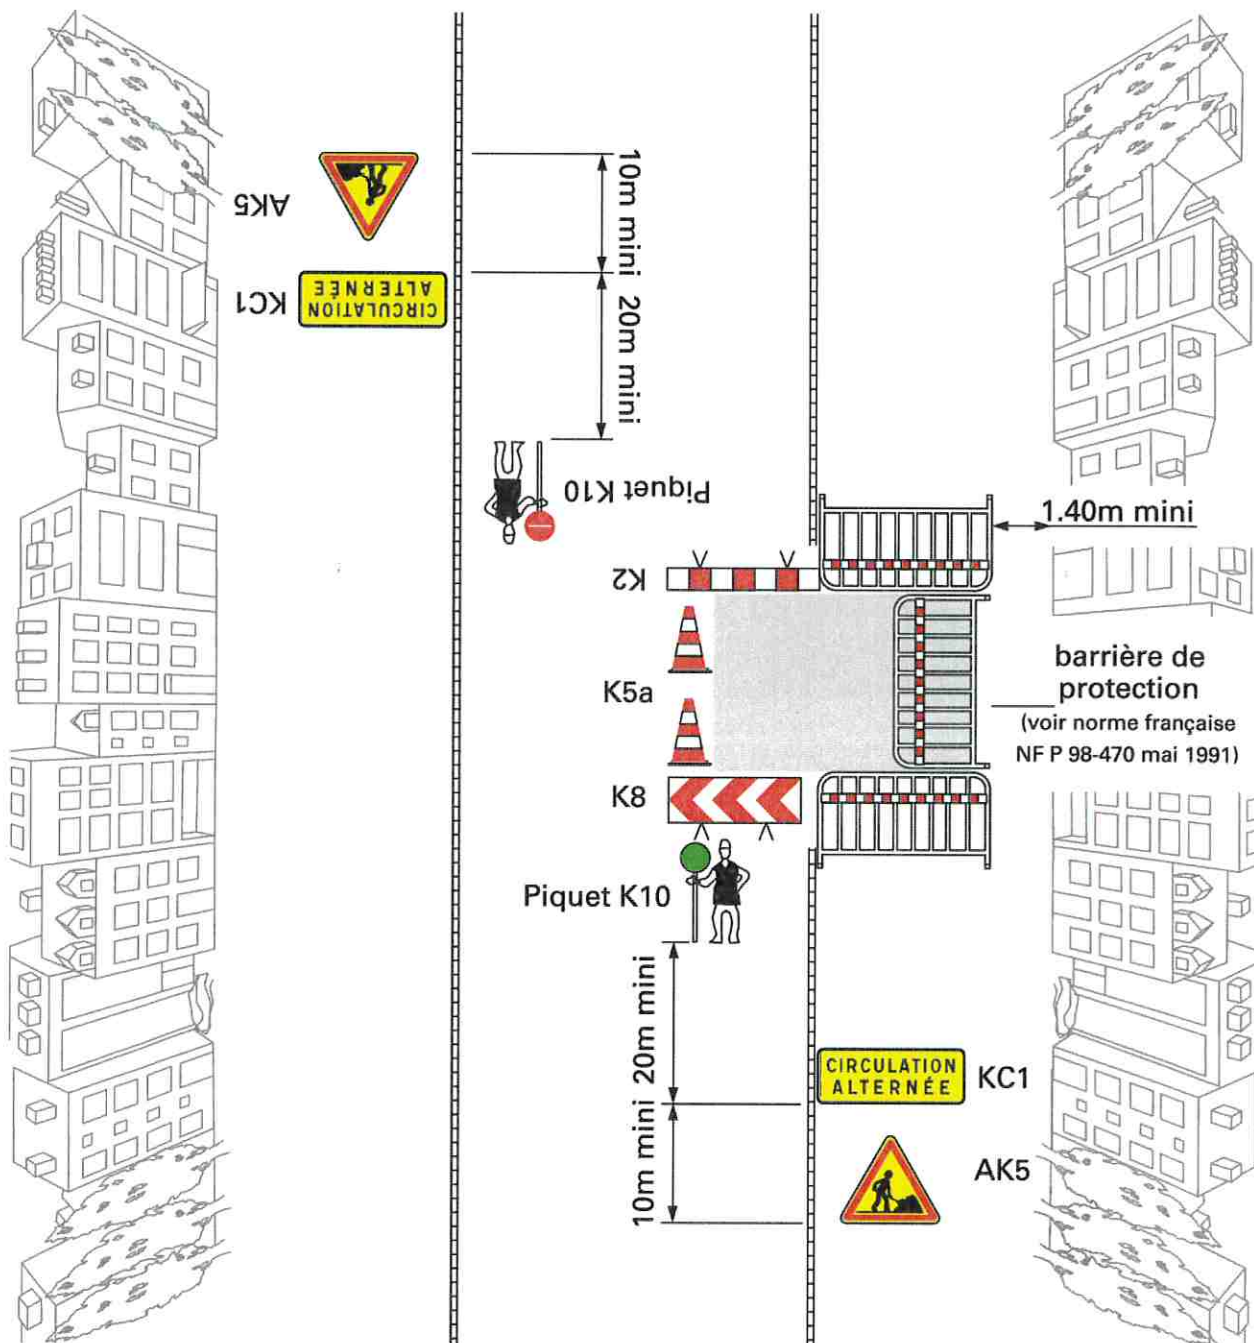 10m mini
AK5
KC1
CIRCULATION
ALTERNÉE
20m mini
Piquet K10
1.40m mini
K2
K5a
barrière de
protection
(voir norme française
NF P 98-470 mai 1991)
K8
Piquet K10
20m mini
CIRCULATION
ALTERNÉE
KC1
10m mini
AK5